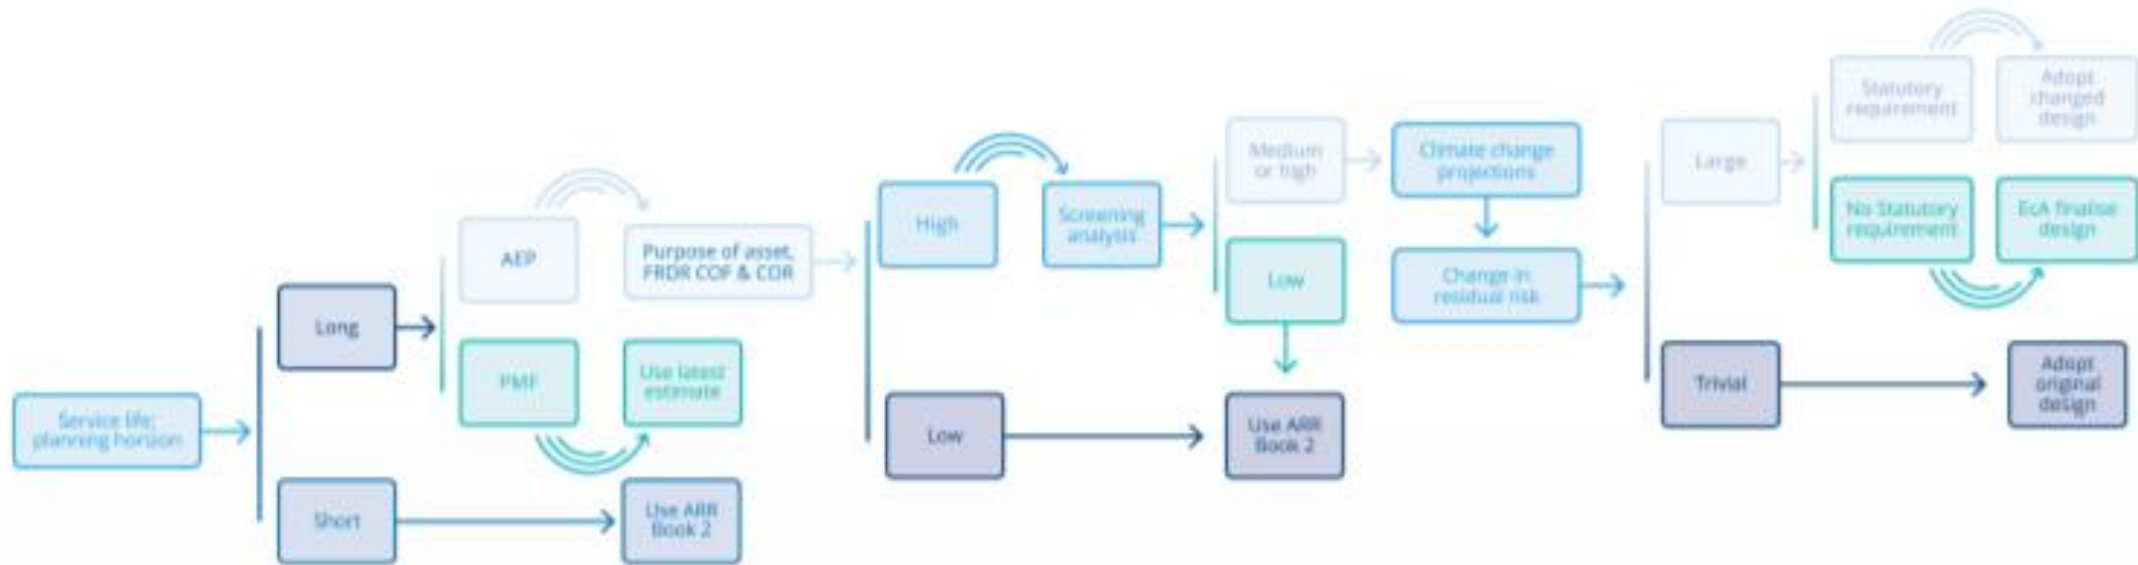 Service life;
planning horizon
Long
Short
AEP
PMF
Purpose of asset,
FRDR COF & COR
Use latest
estimate
Use ARR
Book 2
High
Low
Screening
analysis
Medium
or high
Low
Use ARR
Book 2
Climate change
projections
Change in
residual risk
Large
Trivial
Statutory
requirement
Adopt
changed
design
No Statutory
requirement
EcA finalise
design
Adopt
original
design